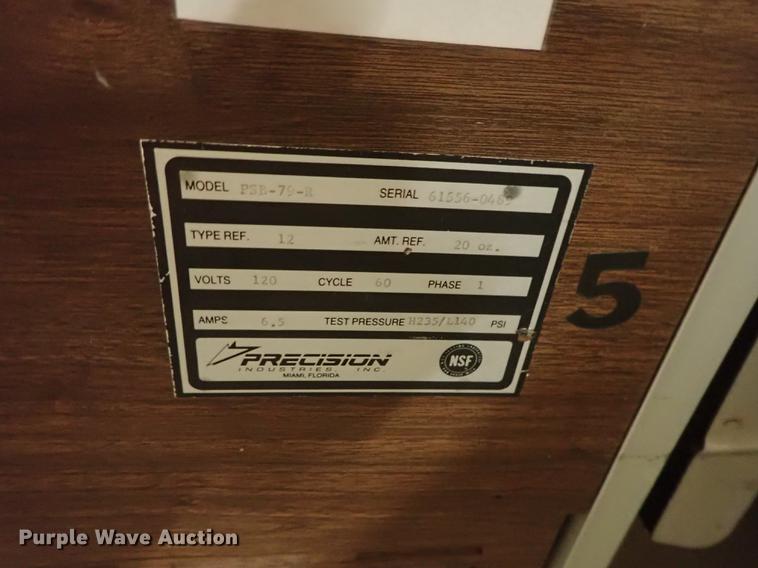 MODEL PSB-79-R SERIAL 61556-0489
TYPE REF. 12 AMT. REF. 20 oz.
VOLTS 120 CYCLE 60 PHASE 1
AMPS 6.5 TEST PRESSURE H235/L140 PSI
PRECISION
INDUSTRIES, INC.
MIAMI, FLORIDA
NSF
5
Purple Wave Auction